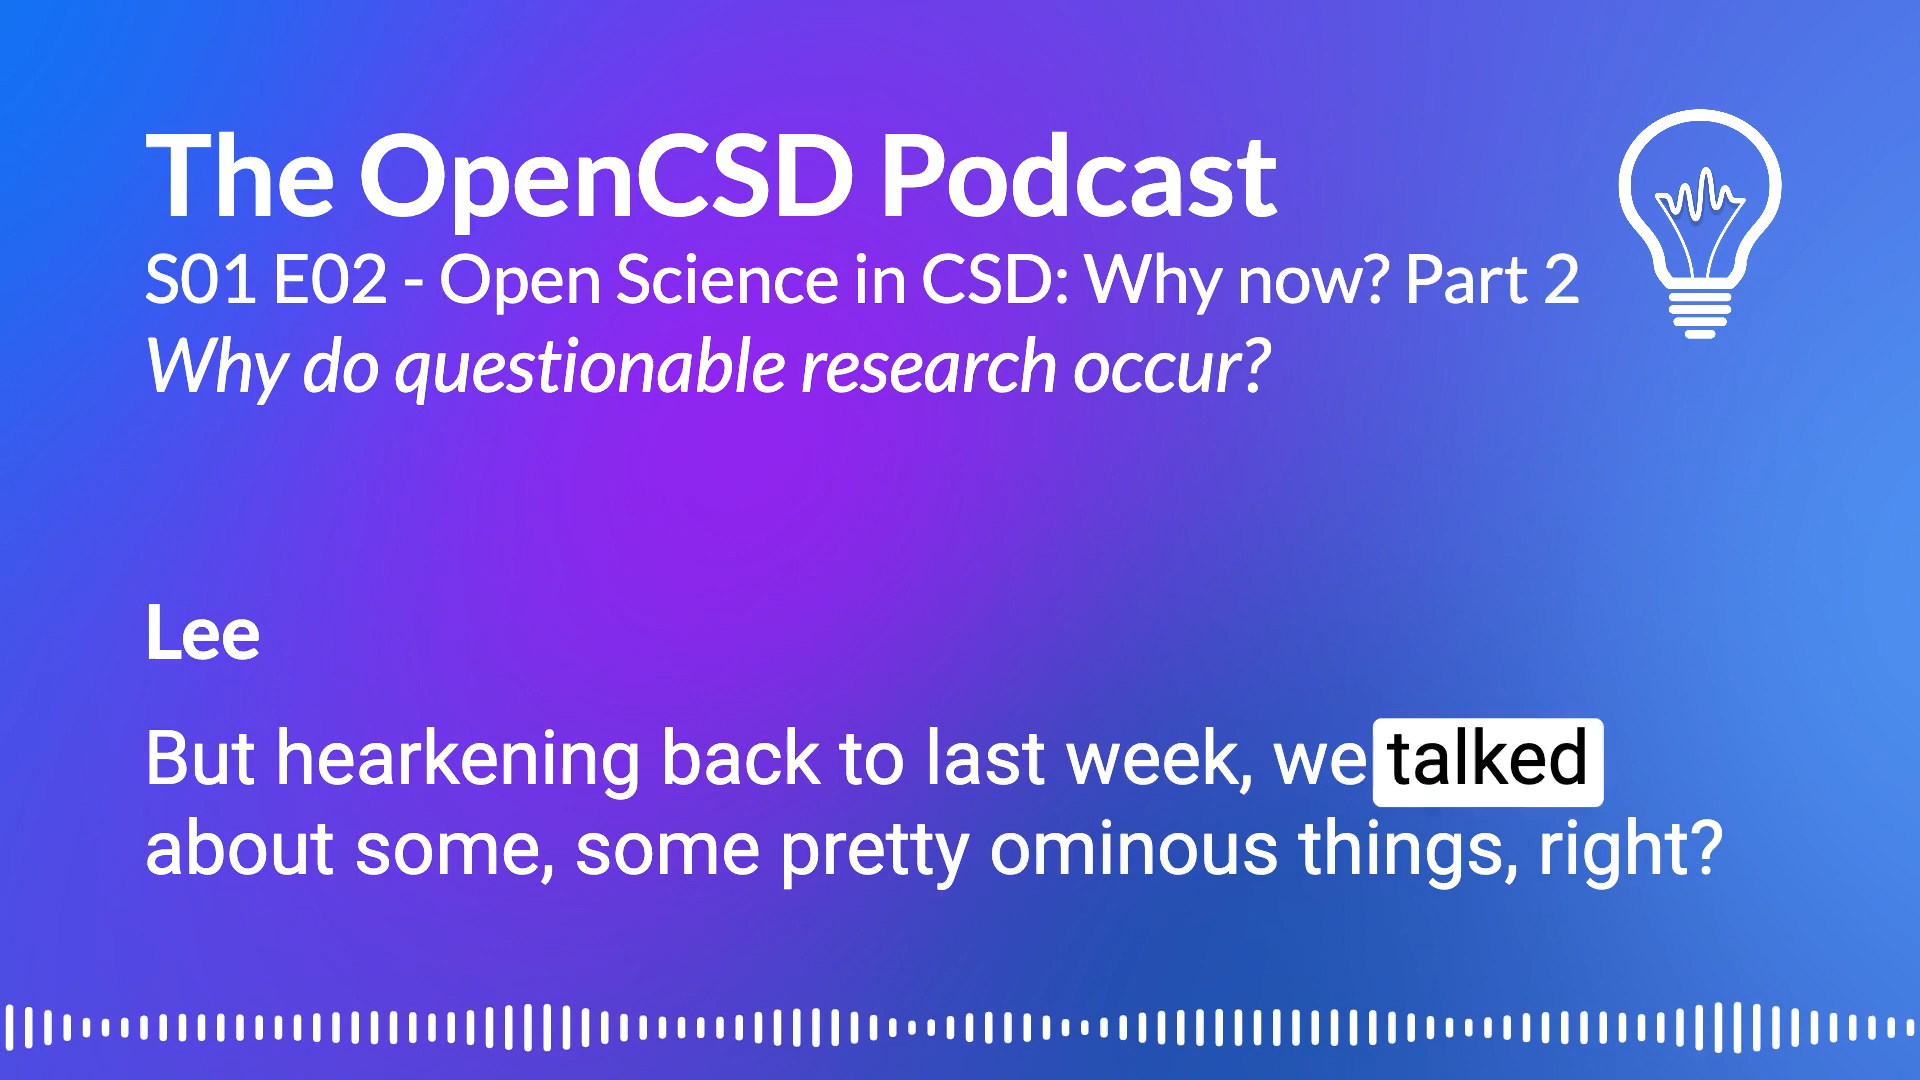 The OpenCSD Podcast
S01 E02 - Open Science in CSD: Why now? Part 2
Why do questionable research occur?
Lee
But hearkening back to last week, we talked
about some, some pretty ominous things, right?